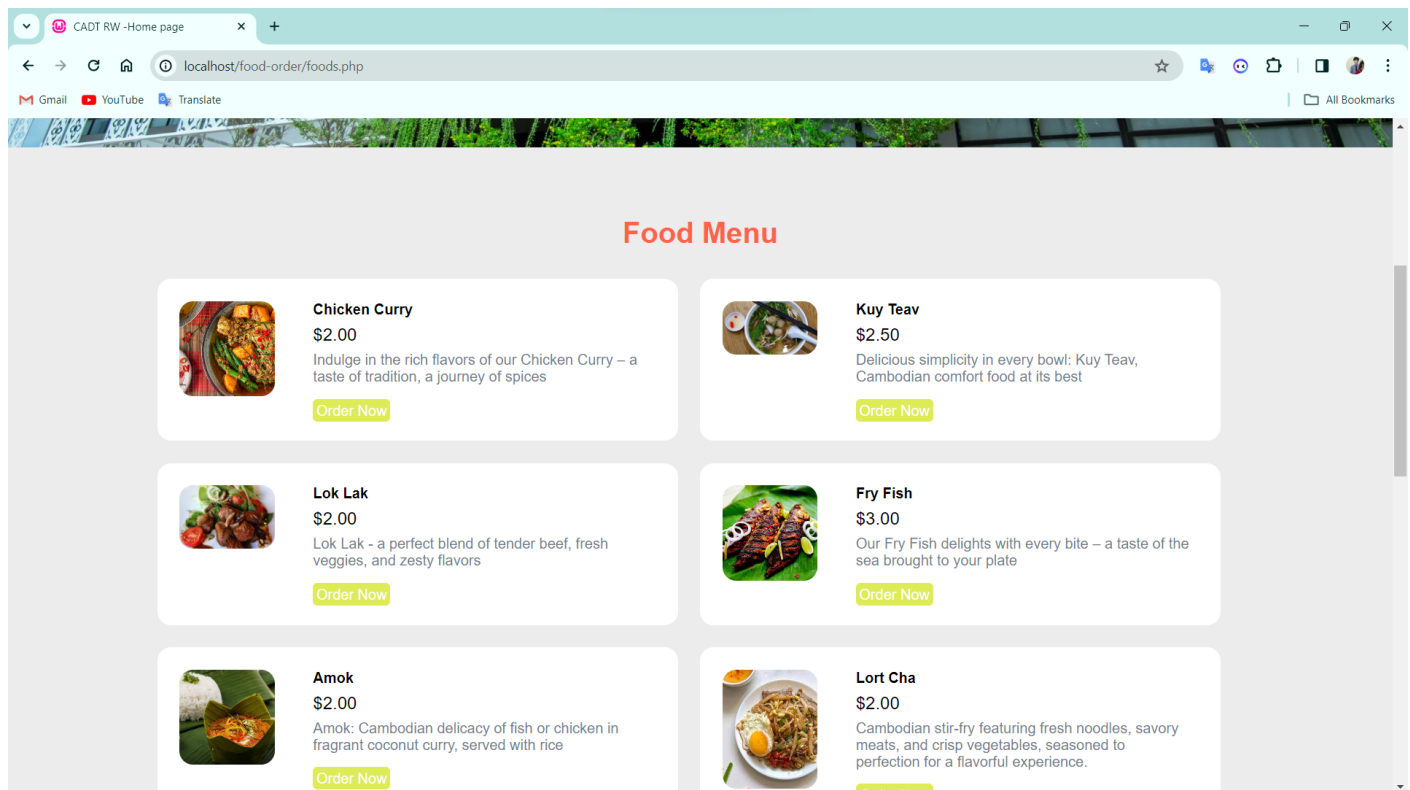 CADT RW -Home page
localhost/food-order/foods.php
Gmail YouTube Translate All Bookmarks
Food Menu
Chicken Curry
$2.00
Indulge in the rich flavors of our Chicken Curry – a
taste of tradition, a journey of spices
Order Now
Kuy Teav
$2.50
Delicious simplicity in every bowl: Kuy Teav,
Cambodian comfort food at its best
Order Now
Lok Lak
$2.00
Lok Lak - a perfect blend of tender beef, fresh
veggies, and zesty flavors
Order Now
Fry Fish
$3.00
Our Fry Fish delights with every bite – a taste of the
sea brought to your plate
Order Now
Amok
$2.00
Amok: Cambodian delicacy of fish or chicken in
fragrant coconut curry, served with rice
Order Now
Lort Cha
$2.00
Cambodian stir-fry featuring fresh noodles, savory
meats, and crisp vegetables, seasoned to
perfection for a flavorful experience.